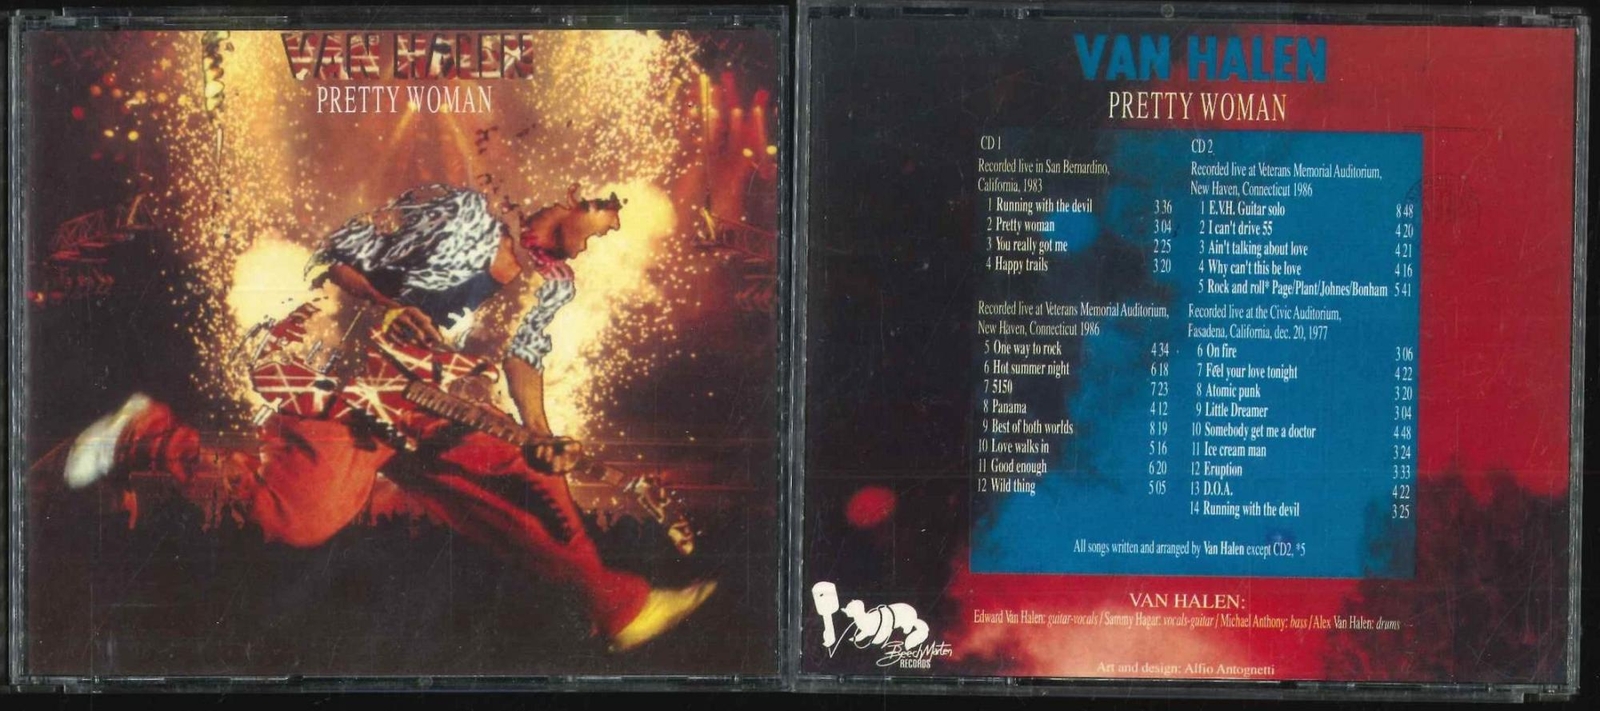 VAN HALEN
PRETTY WOMAN
VAN HALEN
PRETTY WOMAN
CD 1
Recorded live in San Bernardino,
California, 1983
1 Running with the devil 3 36
2 Pretty woman 3 04
3 You really got me 2 25
4 Happy trails 3 20
Recorded live at Veterans Memorial Auditorium,
New Haven, Connecticut 1986
5 One way to rock 4 34
6 Hot summer night 6 18
7 5150 7 23
8 Panama 4 12
9 Best of both worlds 8 19
10 Love walks in 5 16
11 Good enough 6 20
12 Wild thing 5 05
CD 2
Recorded live at Veterans Memorial Auditorium,
New Haven, Connecticut 1986
1 E.V.H. Guitar solo 8 48
2 I can't drive 55 4 20
3 Ain't talking about love 4 21
4 Why can't this be love 4 16
5 Rock and roll* Page/Plant/Johnes/Bonham 5 41
Recorded live at the Civic Auditorium,
Pasadena, California, dec. 20, 1977
6 On fire 3 06
7 Feel your love tonight 4 22
8 Atomic punk 3 20
9 Little Dreamer 3 04
10 Somebody get me a doctor 4 48
11 Ice cream man 3 24
12 Eruption 3 33
13 D.O.A. 4 22
14 Running with the devil 3 25
All songs written and arranged by Van Halen except CD2, *5
VAN HALEN:
Edward Van Halen: guitar-vocals / Sammy Hagar: vocals-guitar / Michael Anthony: bass / Alex Van Halen: drums
Beech Marten
RECORDS
Art and design: Alfio Antognetti